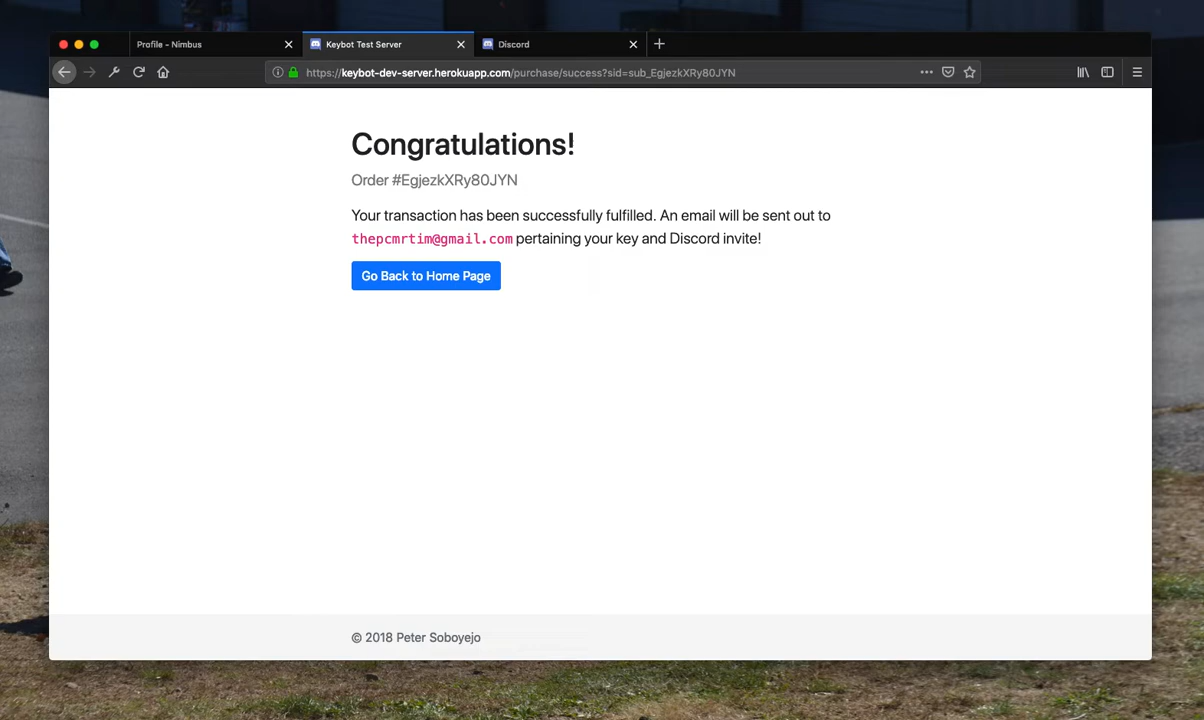 Profile - Nimbus
Keybot Test Server
Discord
https://keybot-dev-server.herokuapp.com/purchase/success?sid=sub_EgjezkXRy80JYN
Congratulations!
Order #EgjezkXRy80JYN
Your transaction has been successfully fulfilled. An email will be sent out to
thepcmrtim@gmail.com pertaining your key and Discord invite!
Go Back to Home Page
© 2018 Peter Soboyejo